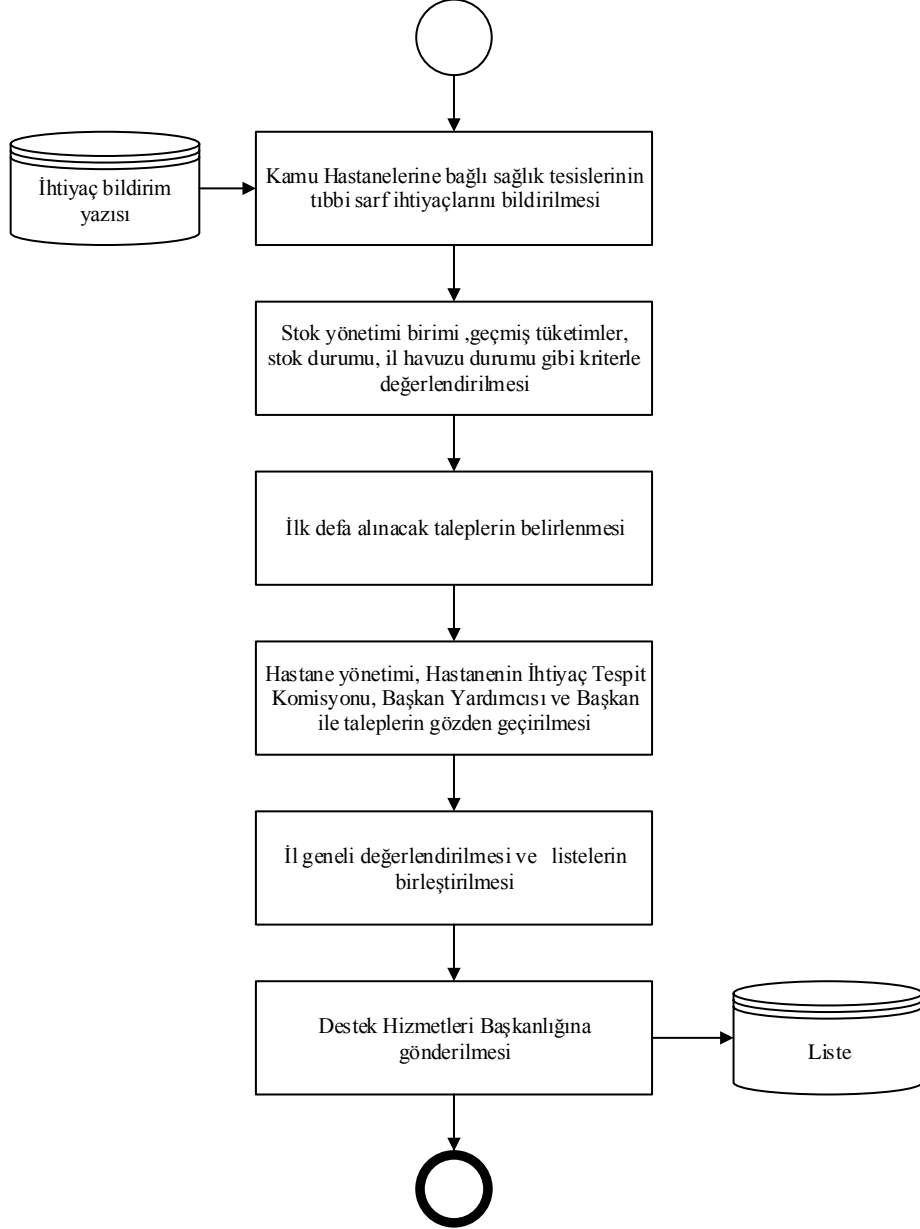 İhtiyaç bildirim
yazısı
Kamu Hastanelerine bağlı sağlık tesislerinin
tıbbi sarf ihtiyaçlarını bildirilmesi
Stok yönetimi birimi ,geçmiş tüketimler,
stok durumu, il havuzu durumu gibi kriterle
değerlendirilmesi
İlk defa alınacak taleplerin belirlenmesi
Hastane yönetimi, Hastanenin İhtiyaç Tespit
Komisyonu, Başkan Yardımcısı ve Başkan
ile taleplerin gözden geçirilmesi
İl geneli değerlendirilmesi ve listelerin
birleştirilmesi
Destek Hizmetleri Başkanlığına
gönderilmesi
Liste